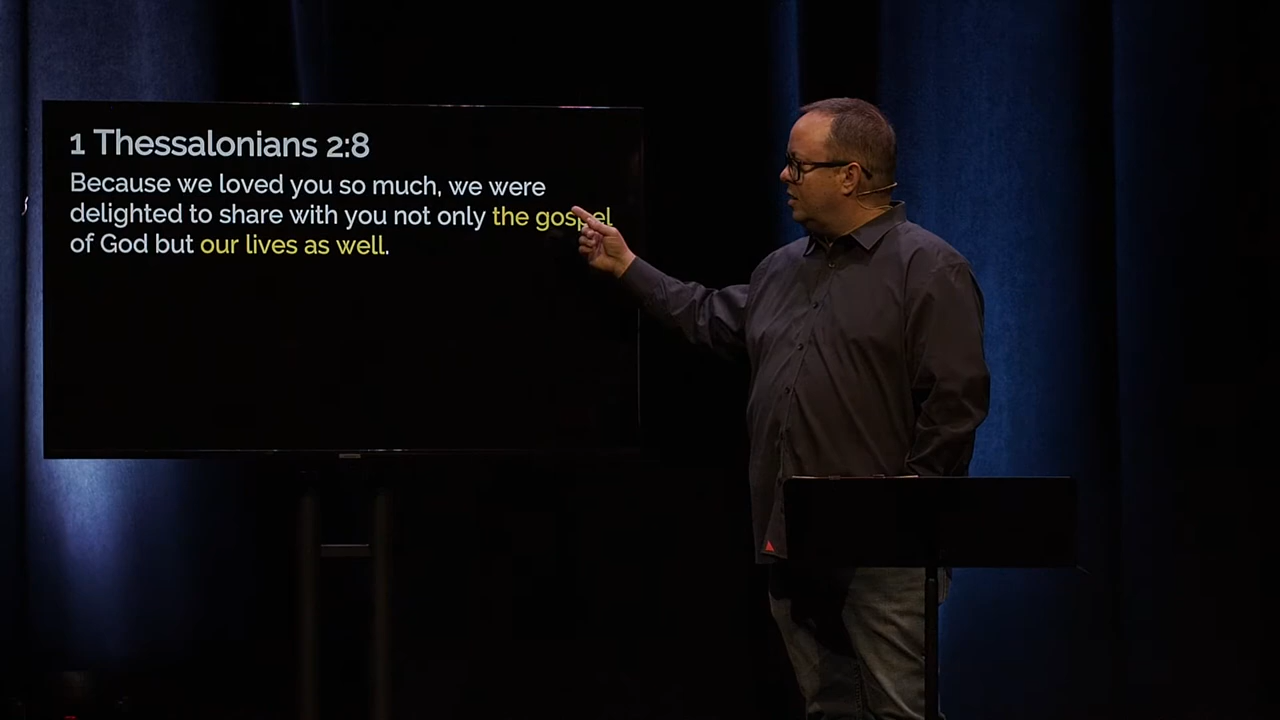 1 Thessalonians 2:8
Because we loved you so much, we were
delighted to share with you not only the gospel
of God but our lives as well.